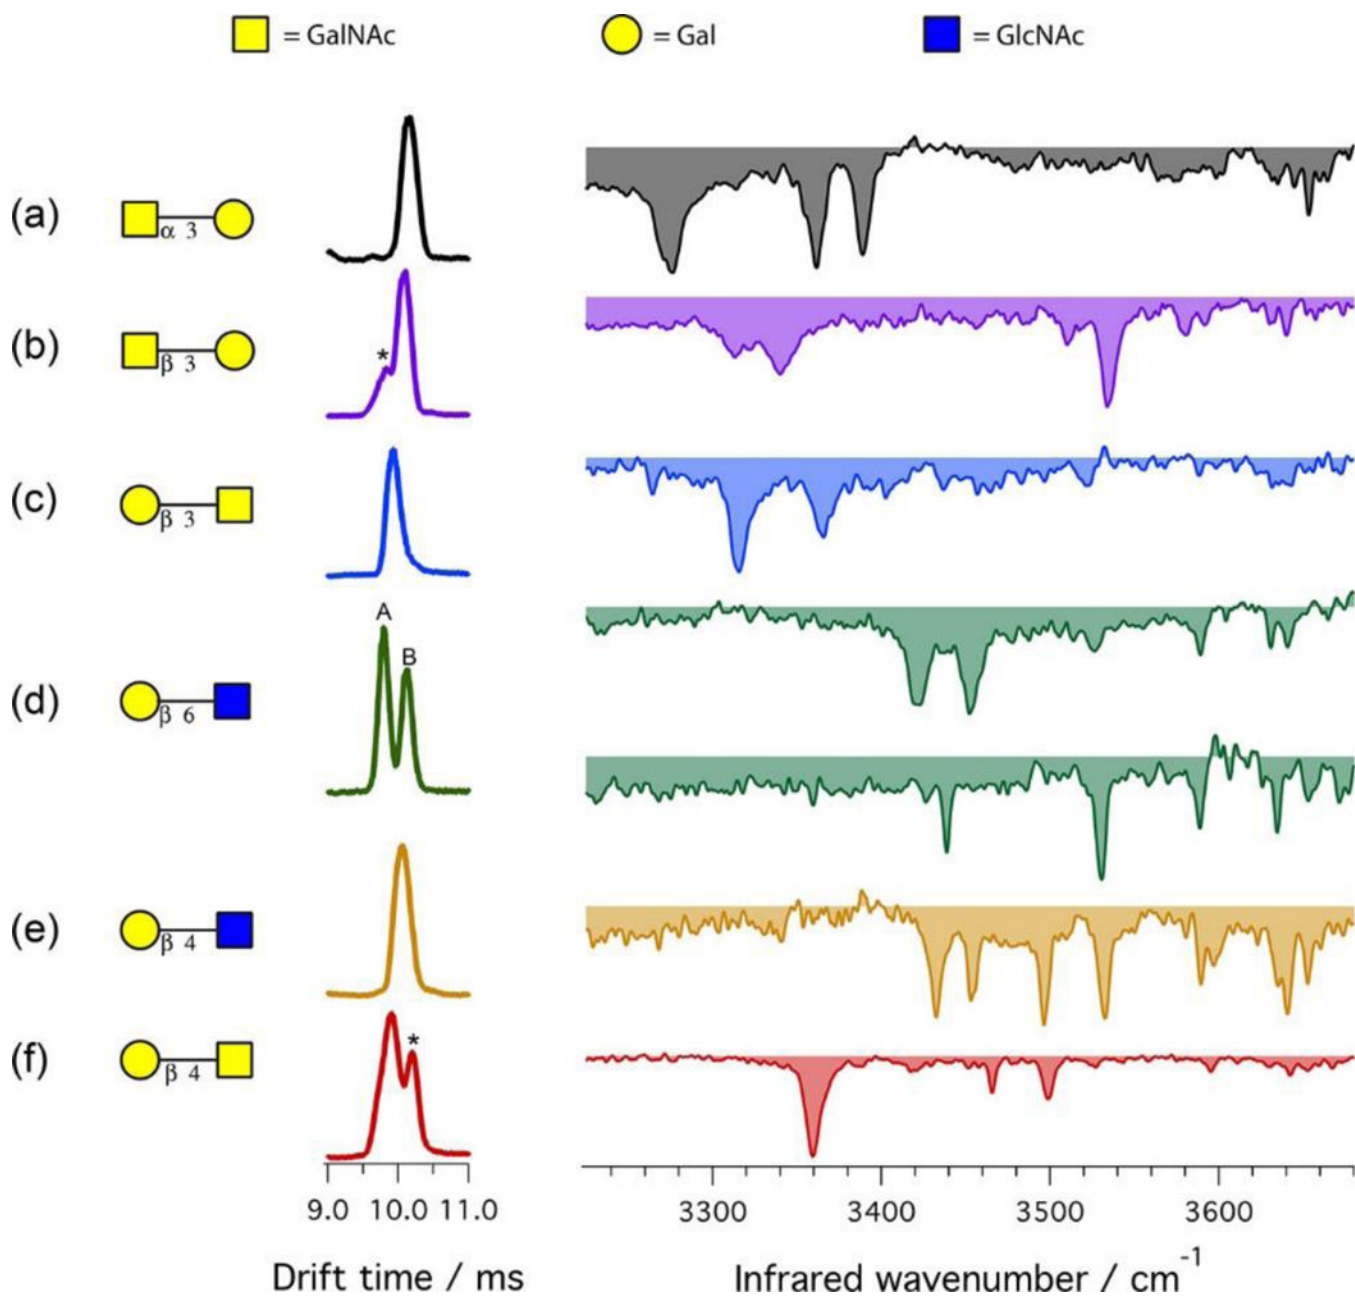 = GalNAc = Gal = GlcNAc
(a) α 3
(b) β 3 *
(c) β 3
A
B
(d) β 6
(e) β 4
(f) β 4 *
9.0 10.0 11.0 3300 3400 3500 3600
Drift time / ms Infrared wavenumber / cm⁻¹